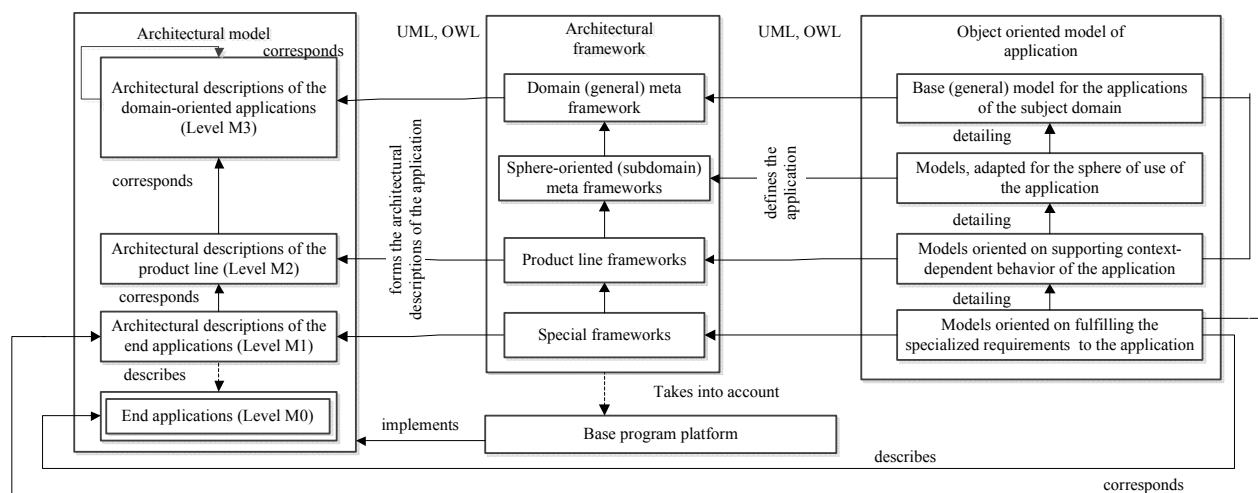 Architectural model
corresponds
Architectural descriptions of the
domain-oriented applications
(Level M3)
corresponds
Architectural descriptions of the
product line (Level M2)
corresponds
Architectural descriptions of the
end applications (Level M1)
describes
End applications (Level M0)
UML, OWL
forms the architectural
descriptions of the application
implements
Architectural
framework
Domain (general) meta
framework
Sphere-oriented (subdomain)
meta frameworks
Product line frameworks
Special frameworks
Takes into account
Base program platform
UML, OWL
defines the
application
Object oriented model of
application
Base (general) model for the applications
of the subject domain
detailing
Models, adapted for the sphere of use of
the application
detailing
Models oriented on supporting context-
dependent behavior of the application
detailing
Models oriented on fulfilling the
specialized requirements to the application
describes
corresponds